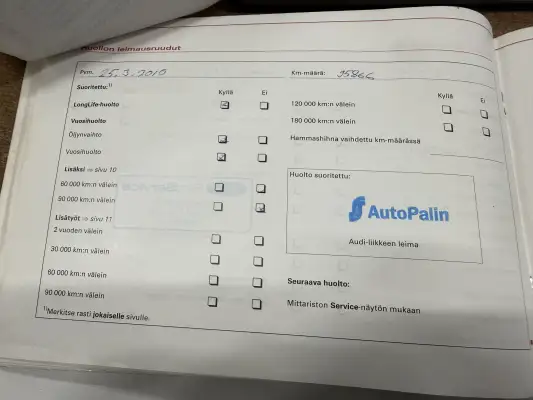 Huollon leimausruudut
Pvm. 25.3.2010
Km-määrä: 95866
Suoritettu:¹⁾
Kyllä Ei
LongLife-huolto
Vuosihuolto
Öljynvaihto
Vuosihuolto
Lisäksi ⇒ sivu 10
60 000 km:n välein
90 000 km:n välein
Lisätyöt ⇒ sivu 11
2 vuoden välein
30 000 km:n välein
60 000 km:n välein
90 000 km:n välein
¹⁾Merkitse rasti jokaiselle sivulle.
Kyllä Ei
120 000 km:n välein
180 000 km:n välein
Hammashihna vaihdettu km-määrässä
Huolto suoritettu:
AutoPalin
Audi-liikkeen leima
Seuraava huolto:
Mittariston Service-näytön mukaan